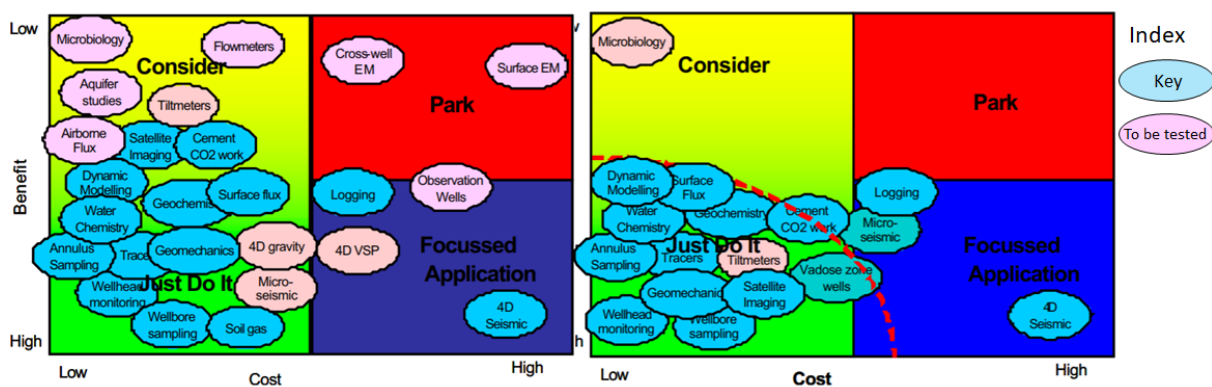 Low
Benefit
High
Microbiology
Flowmeters
Consider
Aquifer
studies
Tiltmeters
Airborne
Flux
Satellite
Imaging
Cement
CO2 work
Dynamic
Modelling
Geochemis
Surface flux
Water
Chemistry
Annulus
Sampling
Trace
Geomechanics
4D gravity
Just Do It
Wellhead
monitoring
Micro-
seismic
Wellbore
sampling
Soil gas
Cross-well
EM
Surface EM
Park
Logging
Observation
Wells
4D VSP
Focussed
Application
4D
Seismic
Low
Cost
High
Microbiology
Consider
Dynamic
Modelling
Surface
Flux
Water
Chemistry
Geochemistry
Cement
CO2 work
Just Do It
Annulus
Sampling
Tracers
Tiltmeters
Vadose zone
wells
Geomechanic
Satellite
Imaging
Wellhead
monitoring
Wellbore
sampling
Park
Logging
Micro-
seismic
Focussed
Application
4D
Seismic
Low
Cost
High
Index
Key
To be tested